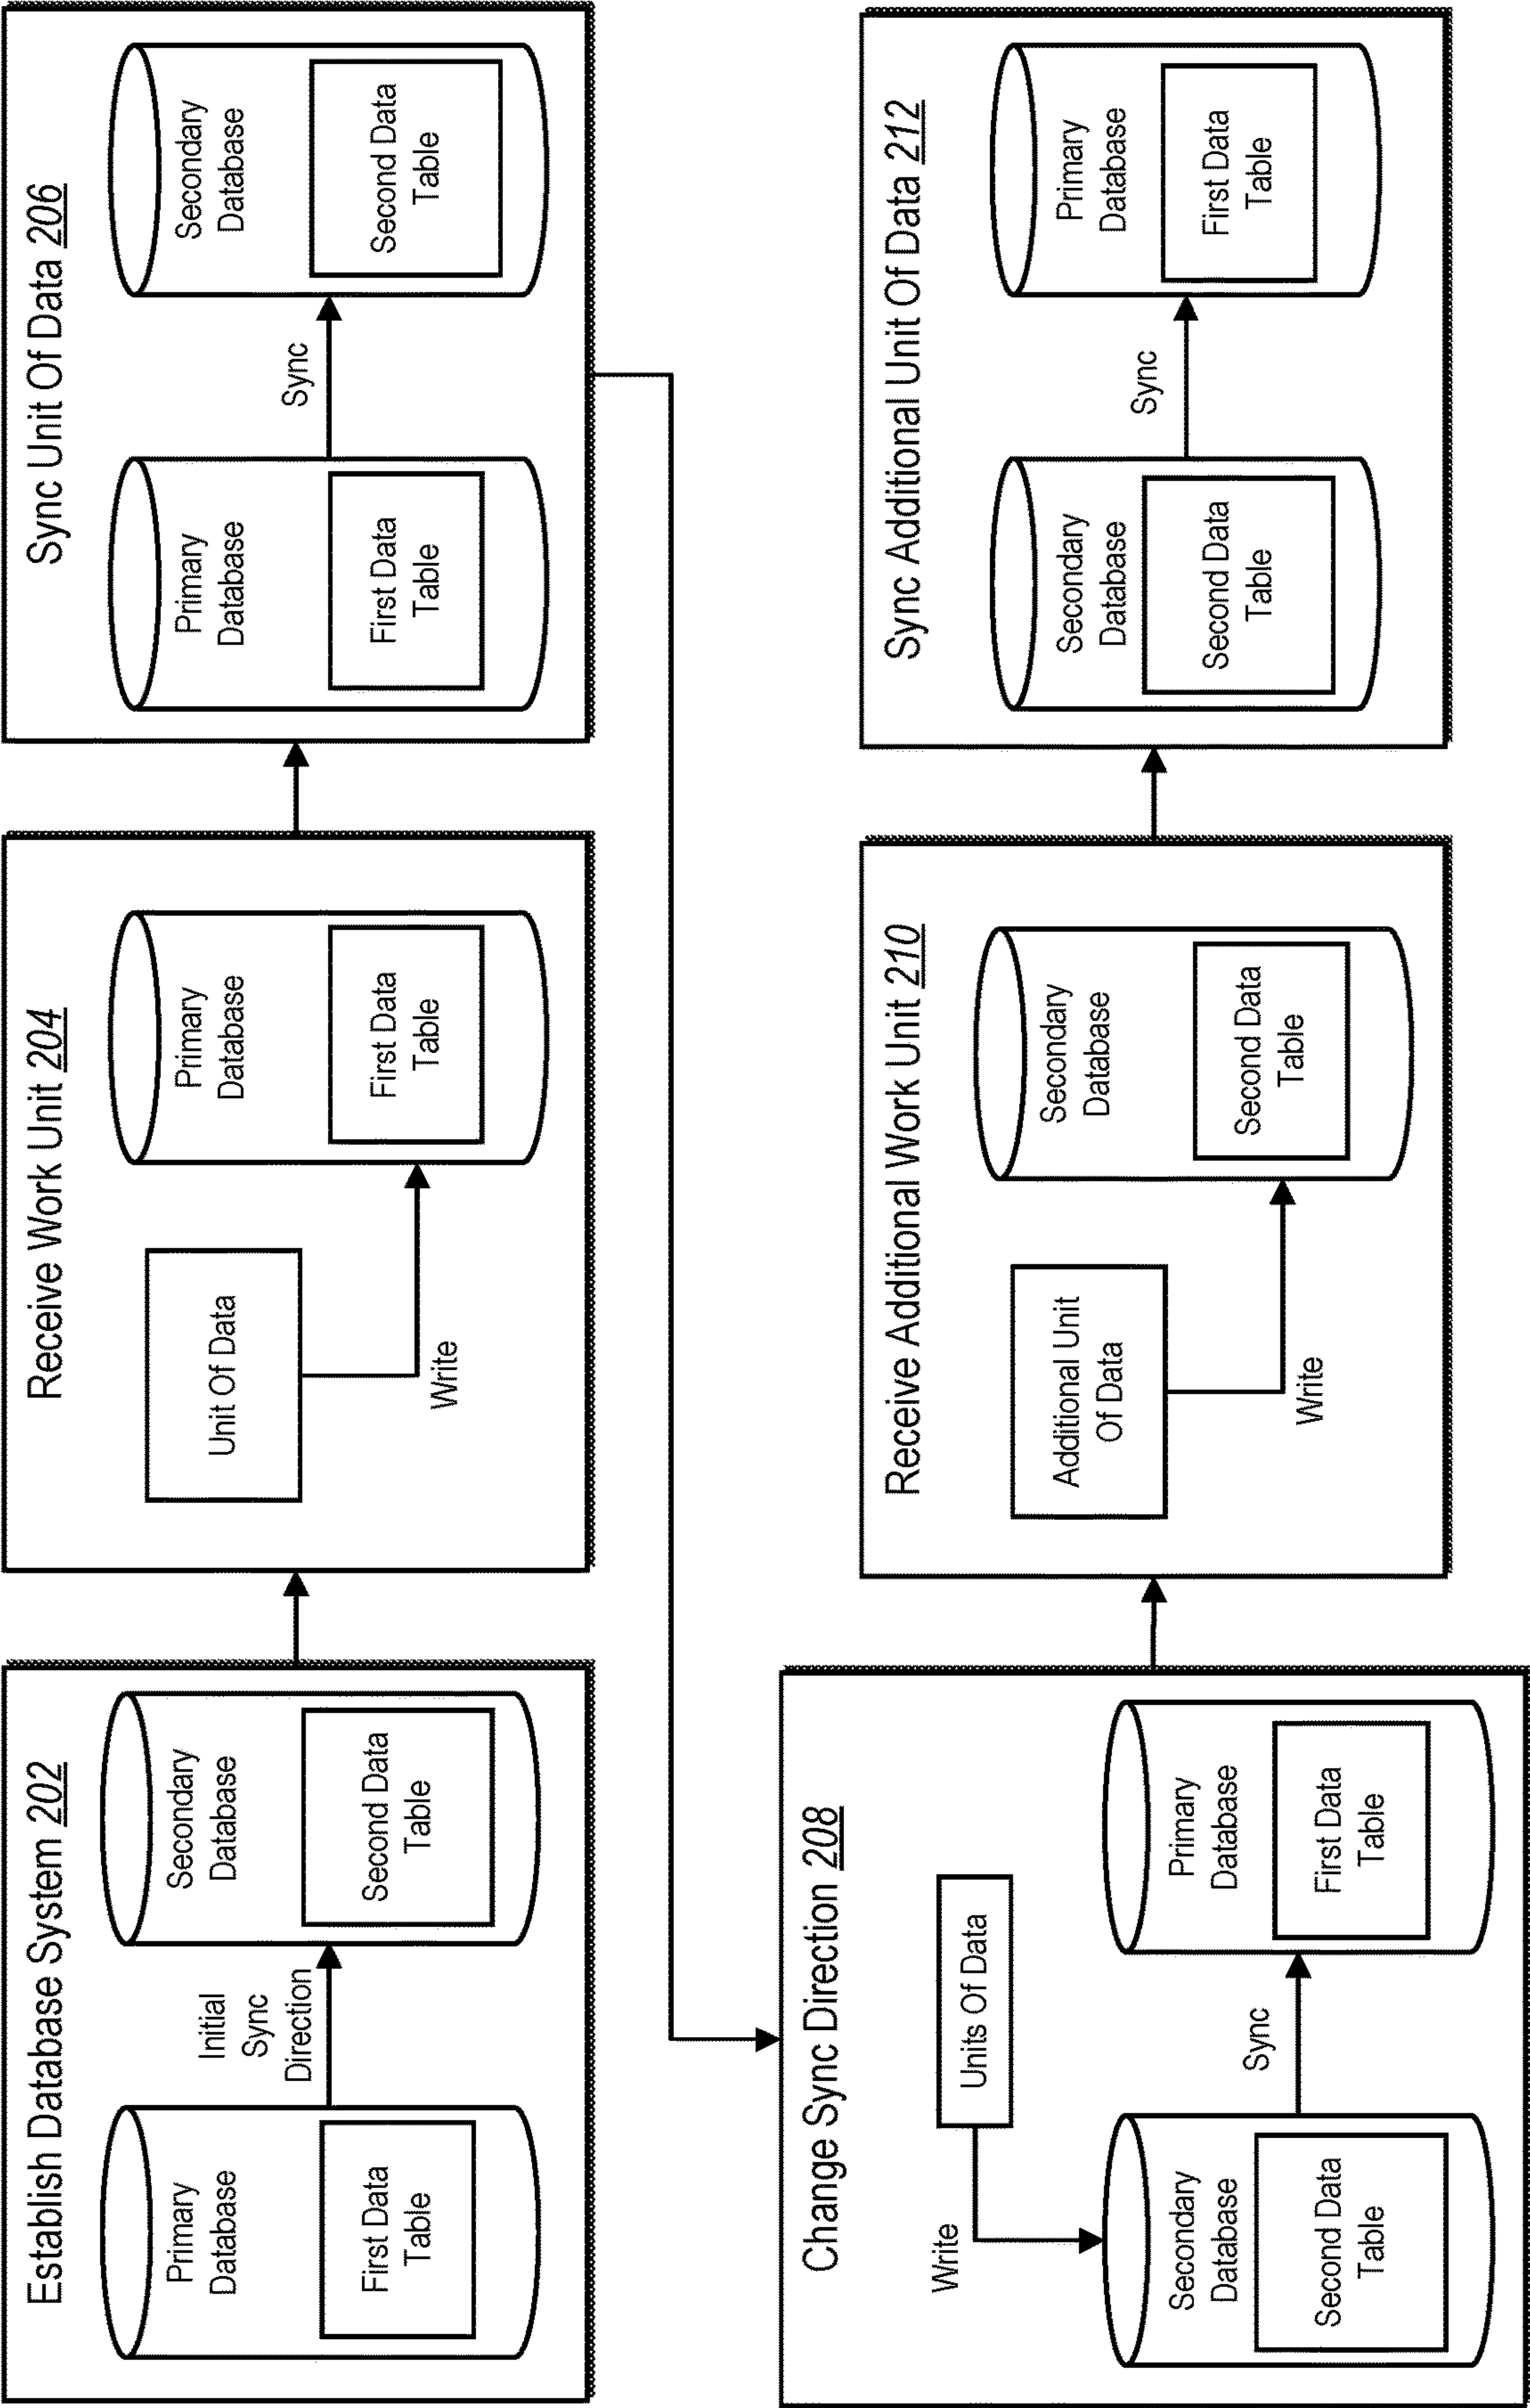 Establish Database System 202
Primary
Database
First Data
Table
Initial
Sync
Direction
Secondary
Database
Second Data
Table
Receive Work Unit 204
Unit Of Data
Write
Primary
Database
First Data
Table
Sync Unit Of Data 206
Primary
Database
First Data
Table
Sync
Secondary
Database
Second Data
Table
Change Sync Direction 208
Write
Units Of Data
Secondary
Database
Second Data
Table
Sync
Primary
Database
First Data
Table
Receive Additional Work Unit 210
Additional Unit
Of Data
Write
Secondary
Database
Second Data
Table
Sync Additional Unit Of Data 212
Secondary
Database
Second Data
Table
Sync
Primary
Database
First Data
Table